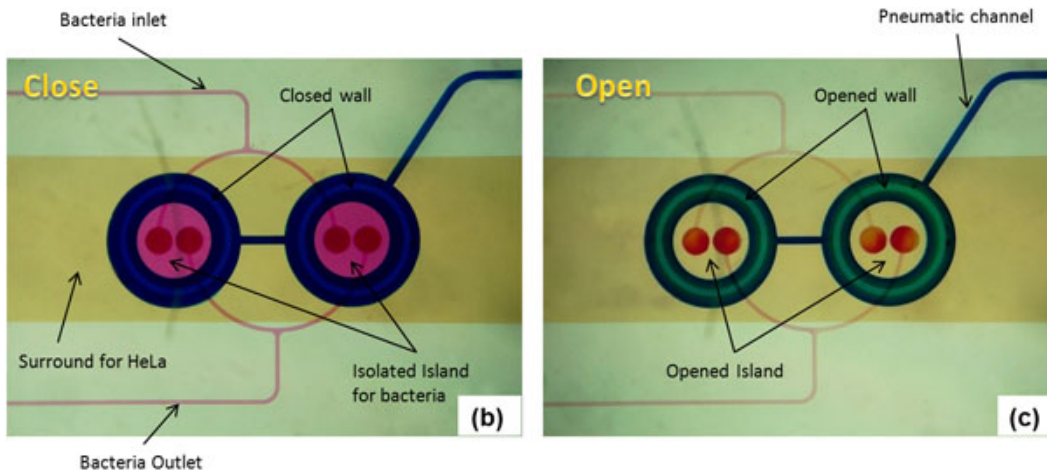 Bacteria inlet
Pneumatic channel
Close
Closed wall
Open
Opened wall
Surround for HeLa
Isolated Island
for bacteria
Opened Island
(b)
(c)
Bacteria Outlet